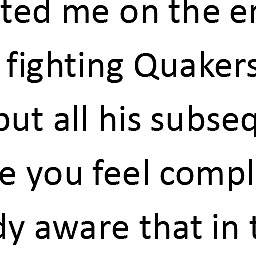 ted me on the er
fighting Quakers
out all his subseq
e you feel compl
dy aware that in t